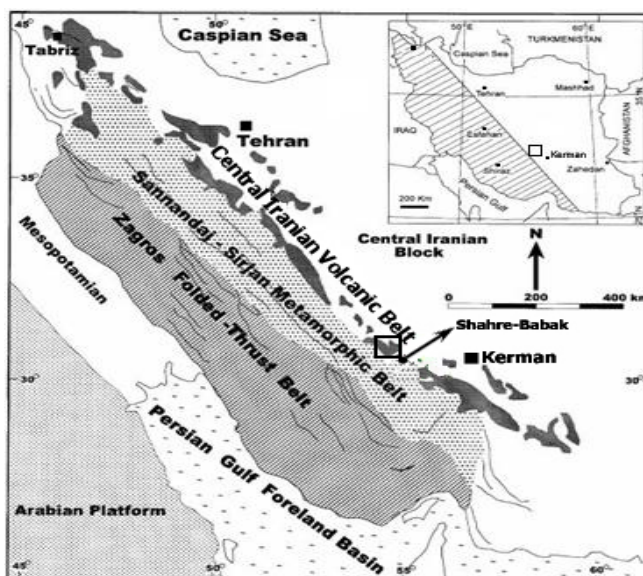 45
50
Caspian Sea
Tabriz
Tehran
35
50°E
60°E
TURKMENISTAN
Caspian Sea
Tehran
Mashhad
35°N
IRAQ
Esfahan
AFGHANISTAN
Kerman
Shiraz
Zahedan
Persian Gulf
200 Km
Central Iranian
Block
N
0 200 400 km
Central Iranian Volcanic Belt
Sannandaj - Sirjan Metamorphic Belt
Zagros Folded -Thrust Belt
Mesopotamian
Shahre-Babak
Kerman
30
30
Persian Gulf Foreland Basin
Arabian Platform
45
50
55
60